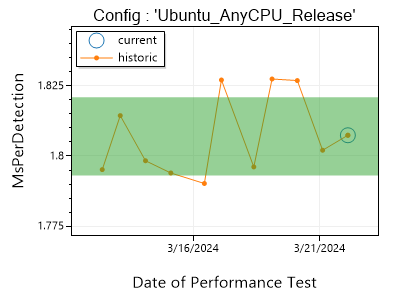 Config : 'Ubuntu_AnyCPU_Release'
current
historic
MsPerDetection
1.825
1.8
1.775
3/16/2024
3/21/2024
Date of Performance Test